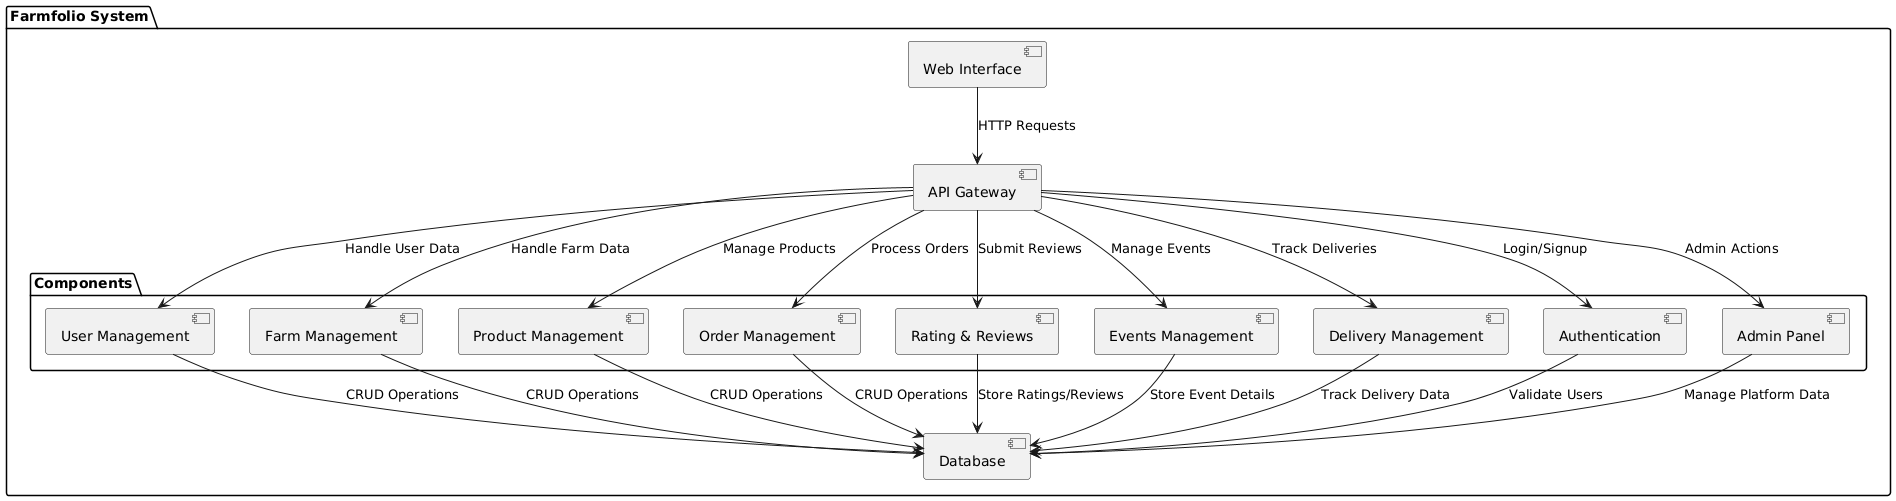 Farmfolio System
Web Interface
HTTP Requests
API Gateway
Handle User Data
Handle Farm Data
Manage Products
Process Orders
Submit Reviews
Manage Events
Track Deliveries
Login/Signup
Admin Actions
Components
User Management
Farm Management
Product Management
Order Management
Rating & Reviews
Events Management
Delivery Management
Authentication
Admin Panel
CRUD Operations
CRUD Operations
CRUD Operations
CRUD Operations
Store Ratings/Reviews
Store Event Details
Track Delivery Data
Validate Users
Manage Platform Data
Database